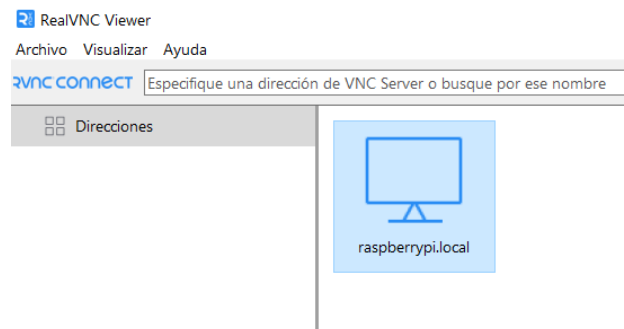 RealVNC Viewer
Archivo Visualizar Ayuda
RVNC CONNECT Especifique una dirección de VNC Server o busque por ese nombre
Direcciones
raspberrypi.local